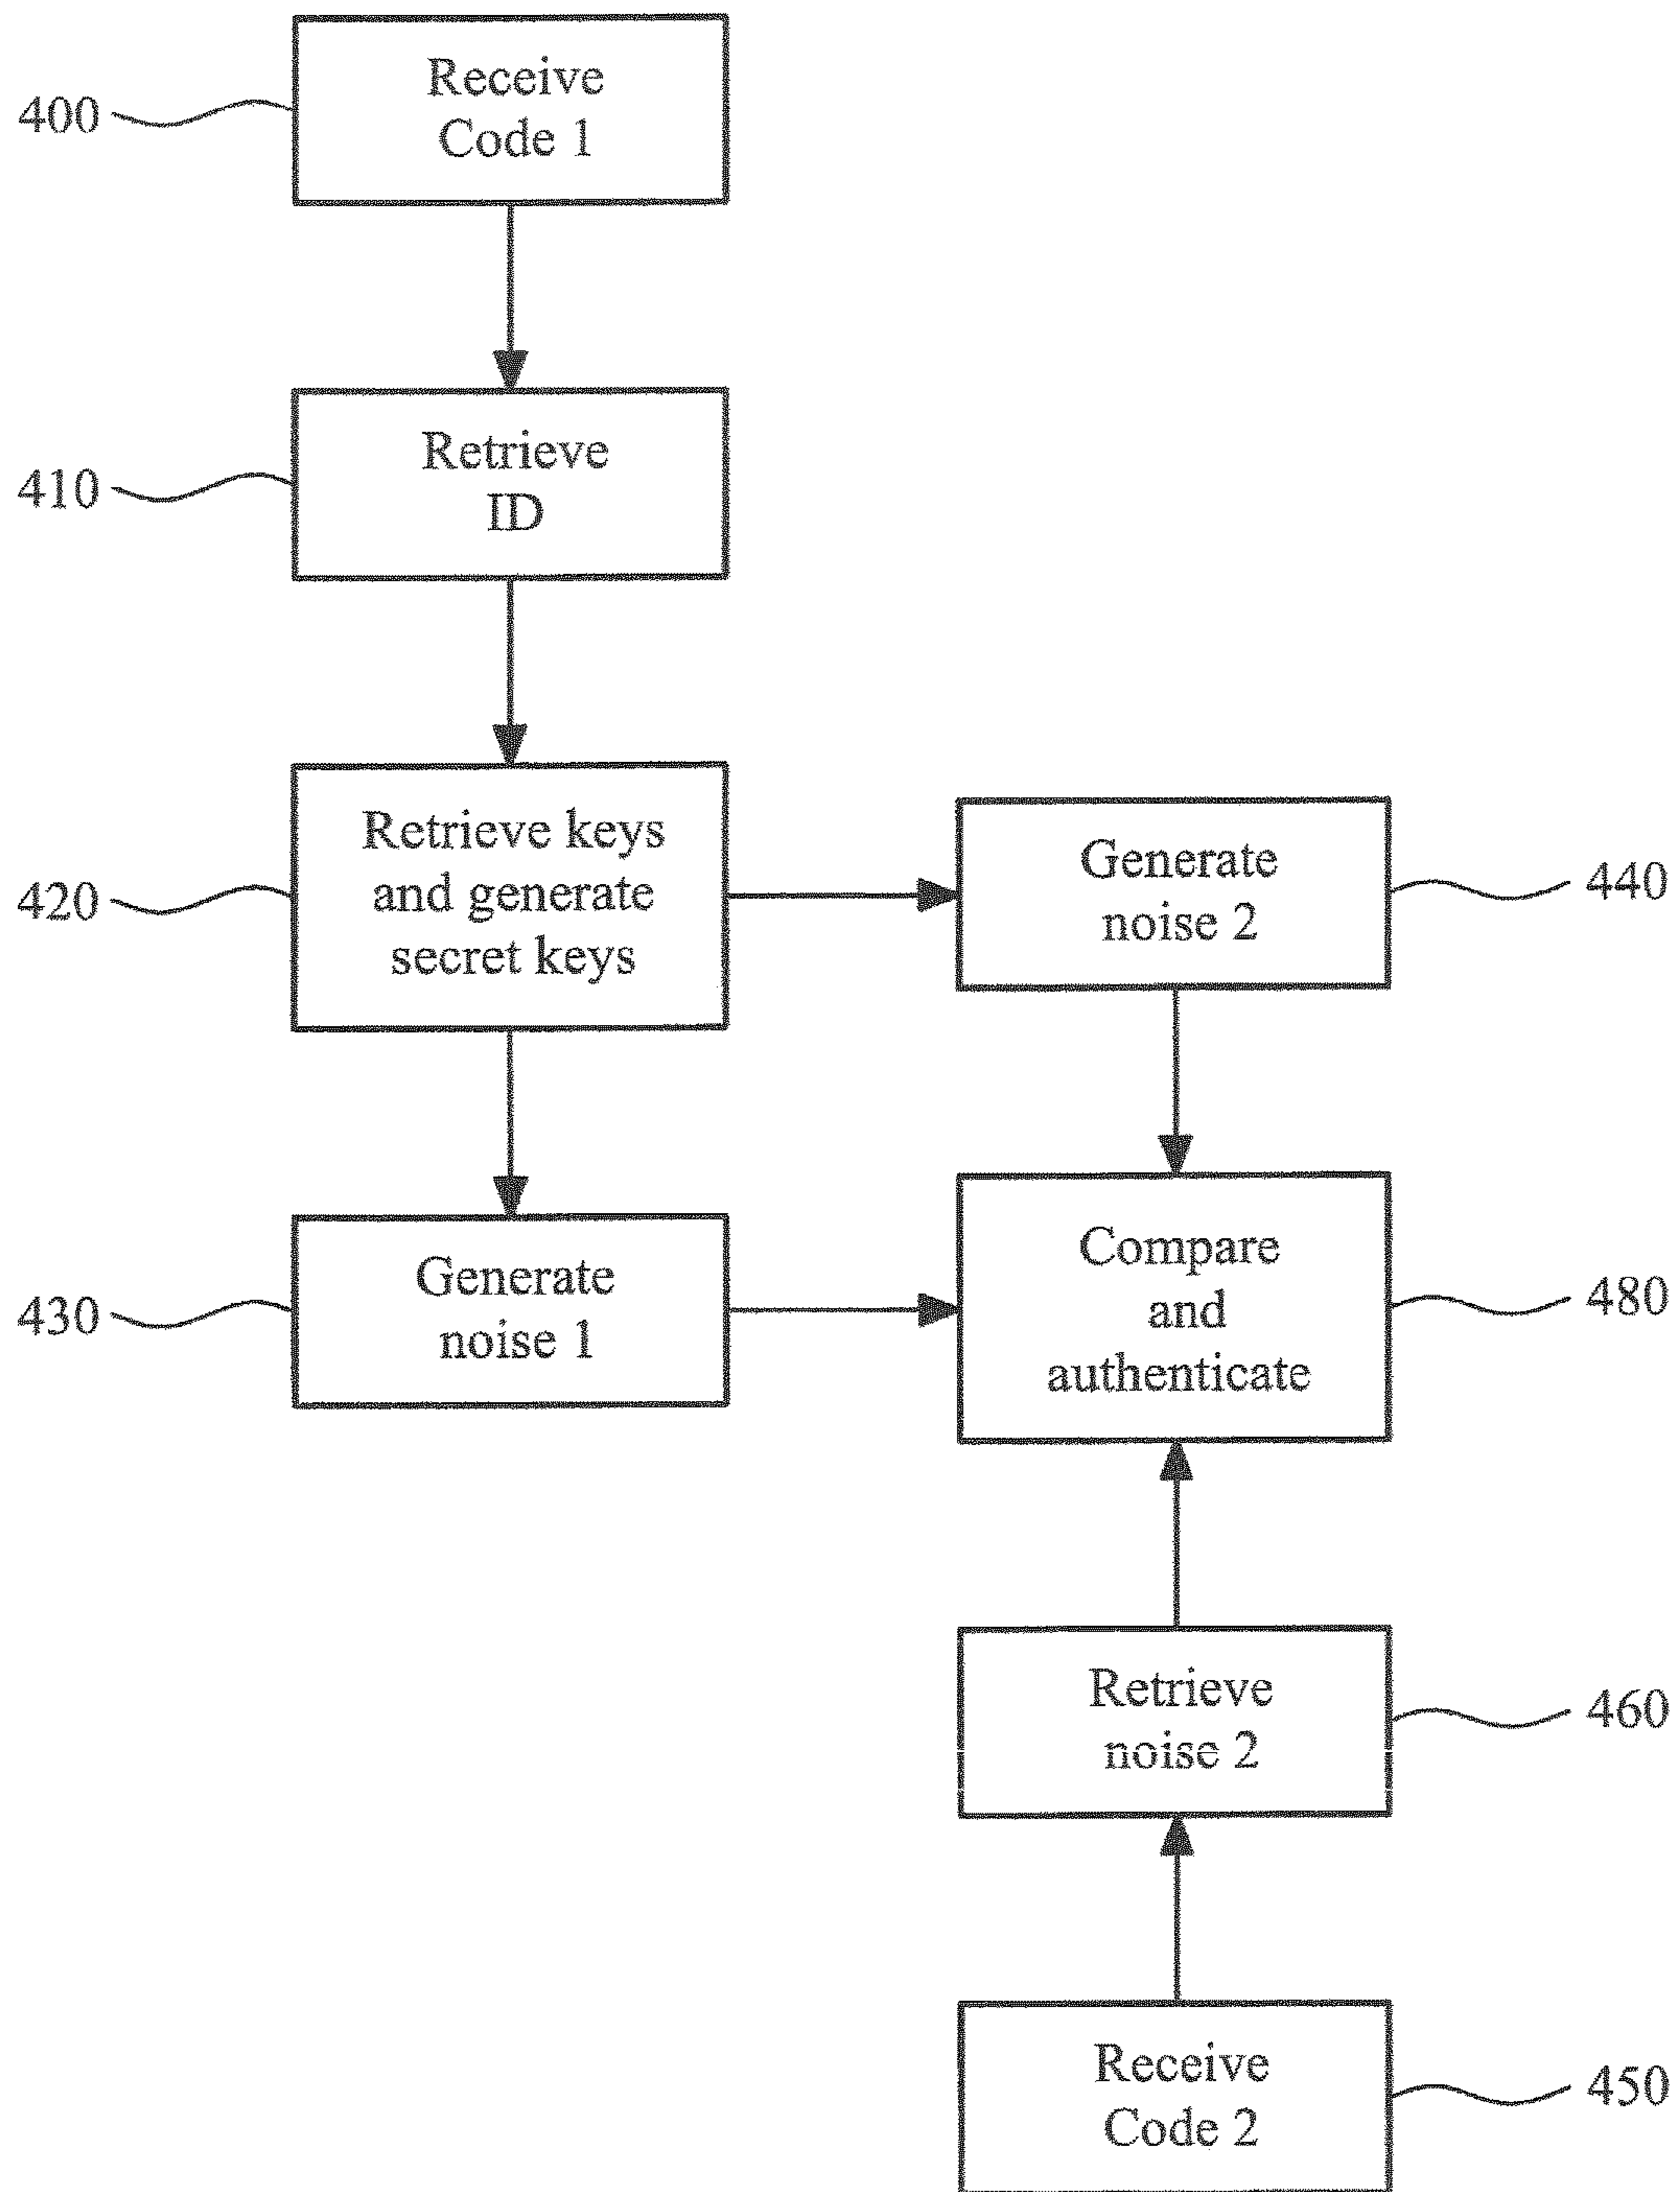 400
Receive
Code 1
410
Retrieve
ID
420
Retrieve keys
and generate
secret keys
Generate
noise 2
440
430
Generate
noise 1
Compare
and
authenticate
480
Retrieve
noise 2
460
Receive
Code 2
450